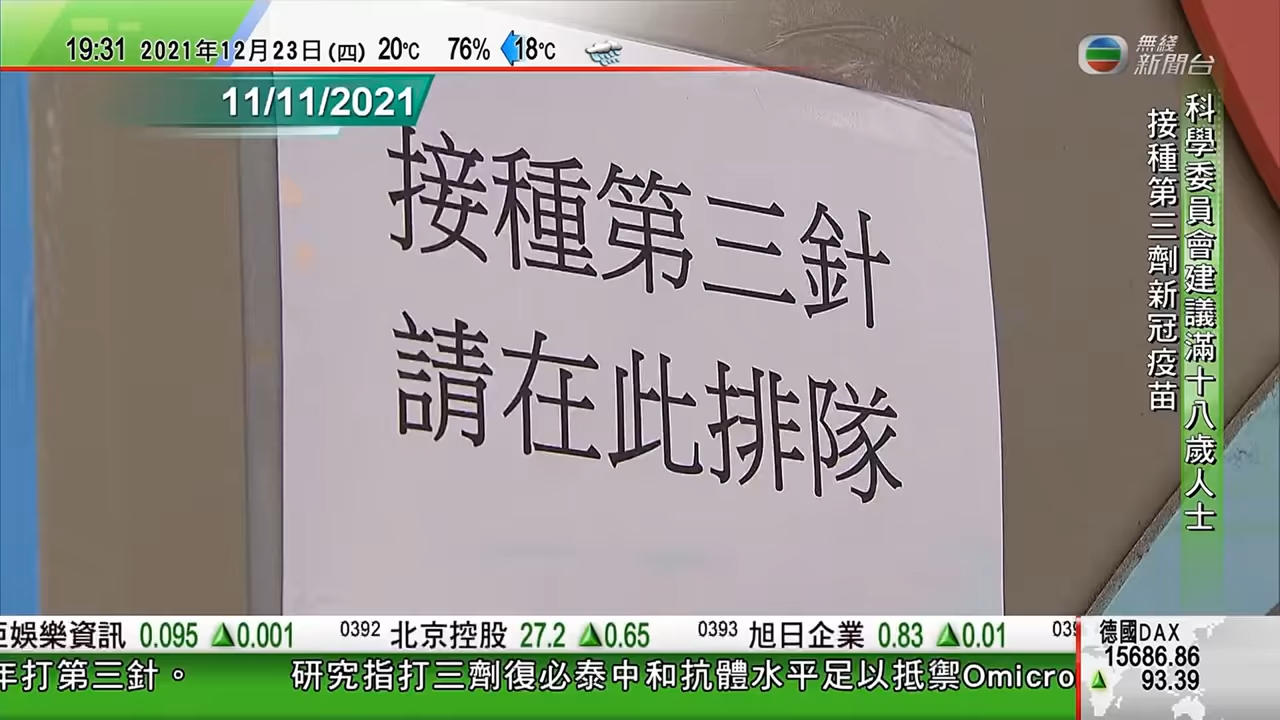 19:31 2021年12月23日(四) 20℃ 76% 18℃
無綫
新聞台
11/11/2021
科學委員會建議滿十八歲人士
接種第三劑新冠疫苗
接種第三針
請在此排隊
娛樂資訊 0.095 ▲0.001 0392 北京控股 27.2 ▲0.65 0393 旭日企業 0.83 ▲0.01 039
德國DAX
15686.86
▲ 93.39
年打第三針。 研究指打三劑復必泰中和抗體水平足以抵禦Omicro